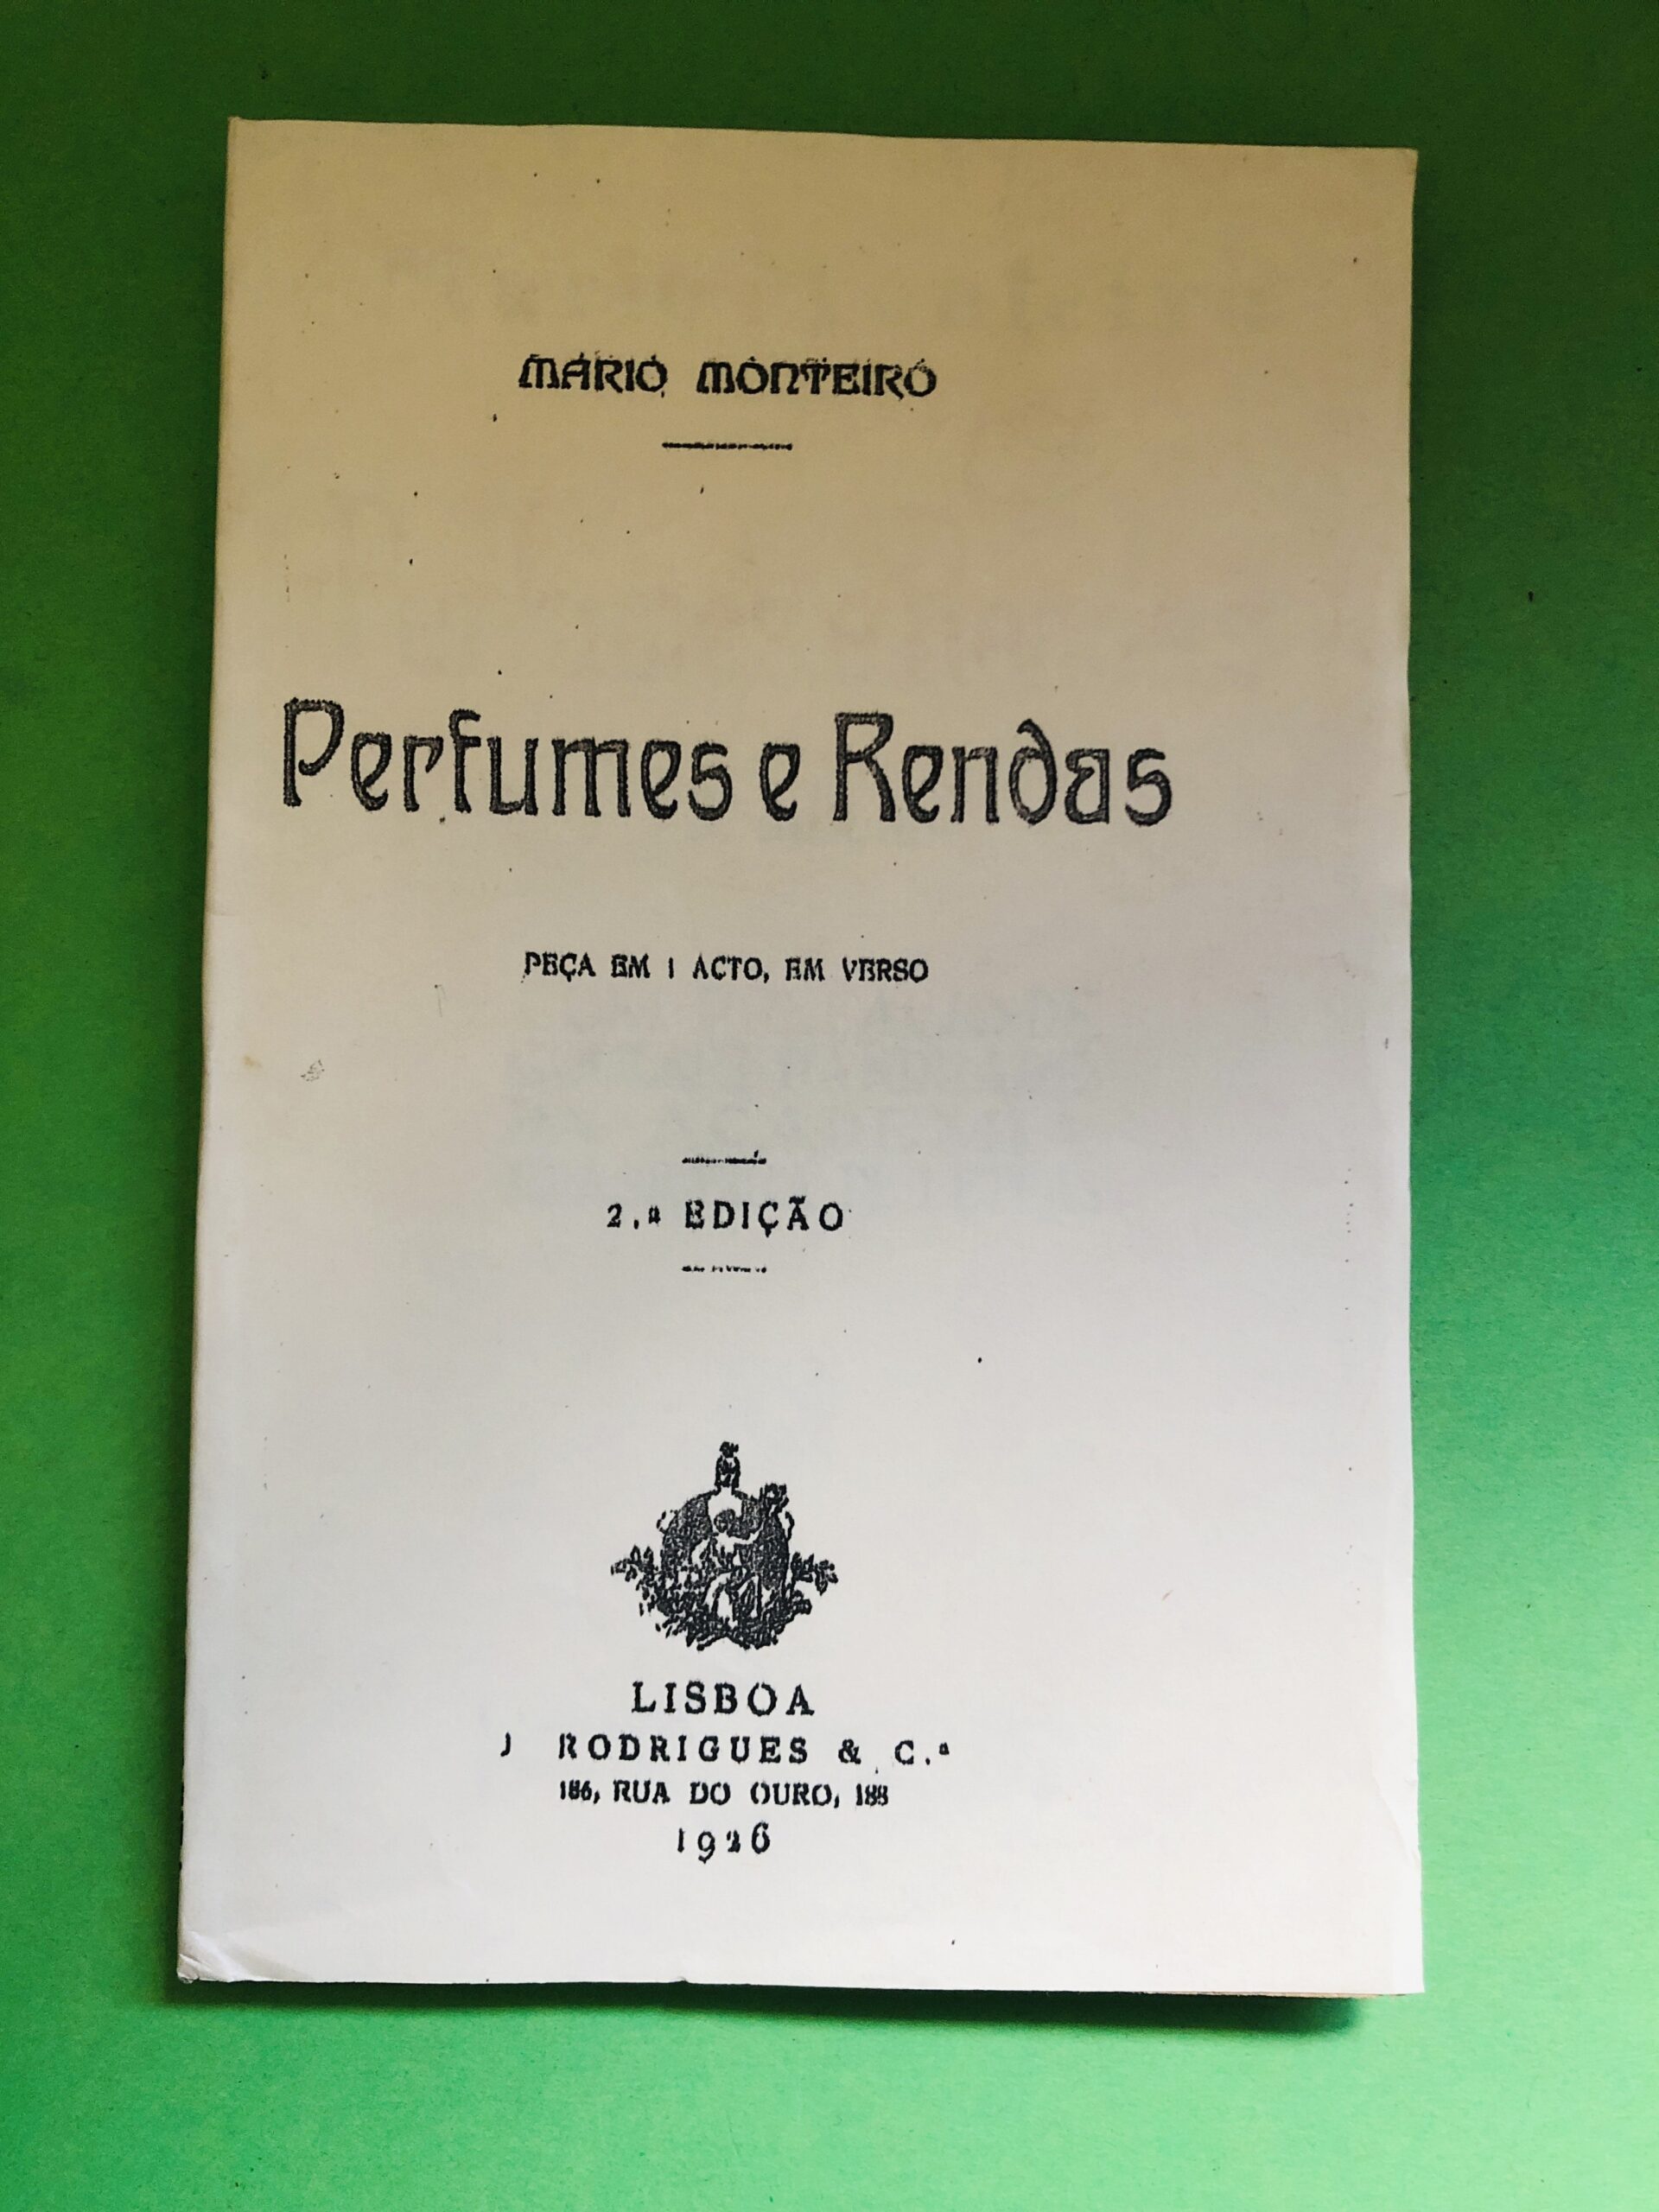 MÁRIO MONTEIRO
Perfumes e Rendas
PEÇA EM 1 ACTO, EM VERSO
2.ª EDIÇÃO
LISBOA
J RODRIGUES & C.ª
186, RUA DO OURO, 188
1926